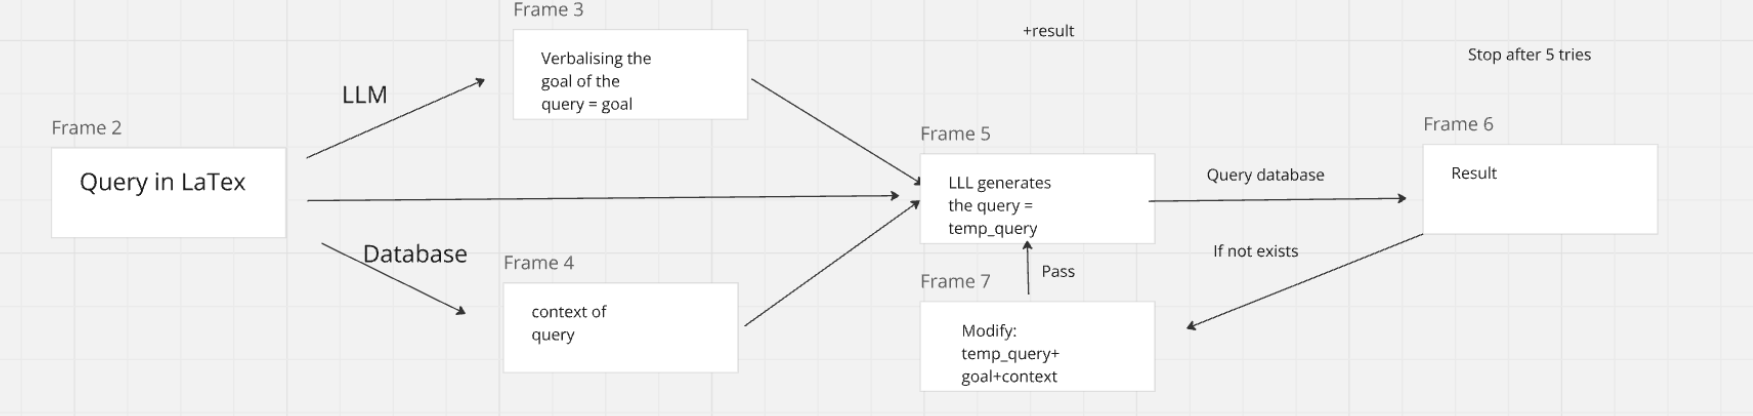 Frame 3
+result
Verbalising the
goal of the
query = goal
Stop after 5 tries
LLM
Frame 2
Query in LaTex
Frame 5
LLL generates
the query =
temp_query
Query database
Frame 6
Result
Database
Frame 4
context of
query
If not exists
Pass
Frame 7
Modify:
temp_query+
goal+context